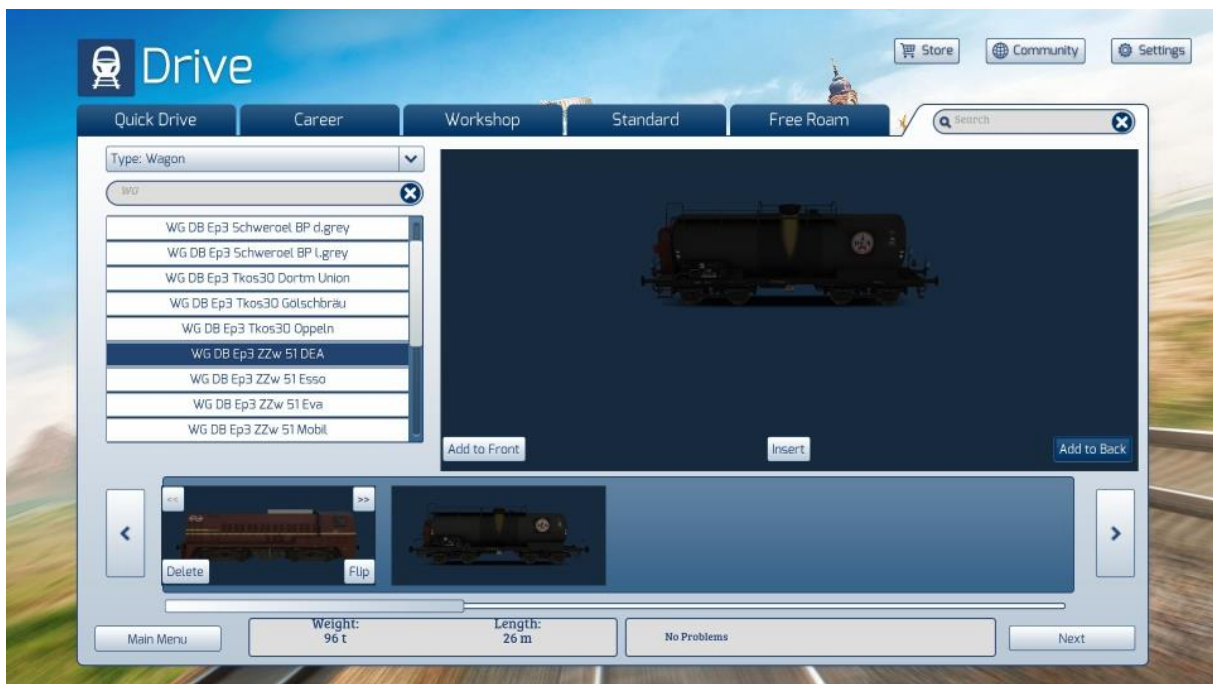 Drive
Store
Community
Settings
Quick Drive
Career
Workshop
Standard
Free Roam
Search
Type: Wagon
WG
WG DB Ep3 Schweroel BP d.grey
WG DB Ep3 Schweroel BP l.grey
WG DB Ep3 Tkos30 Dortm Union
WG DB Ep3 Tkos30 Golschbräu
WG DB Ep3 Tkos30 Oppeln
WG DB Ep3 ZZw 51 DEA
WG DB Ep3 ZZw 51 Esso
WG DB Ep3 ZZw 51 Eva
WG DB Ep3 ZZw 51 Mobil
Add to Front
Insert
Add to Back
<< >>
Delete
Flip
Main Menu
Weight:
96 t
Length:
26 m
No Problems
Next